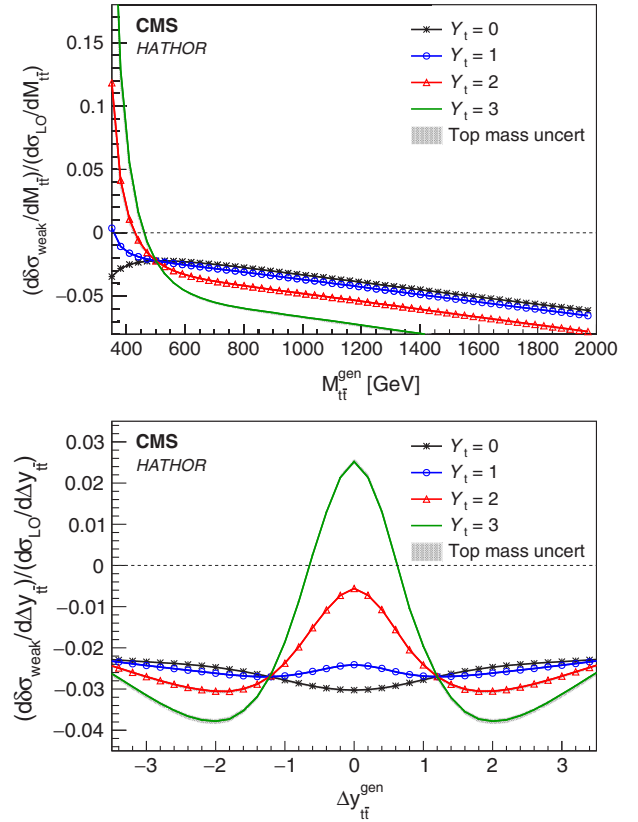 CMS
HATHOR
Y_t = 0
Y_t = 1
Y_t = 2
Y_t = 3
Top mass uncert
(dδσ_weak/dM_tt̄)/(dσ_LO/dM_tt̄)
0.15
0.1
0.05
0
−0.05
400 600 800 1000 1200 1400 1600 1800 2000
M_tt̄^gen [GeV]
CMS
HATHOR
Y_t = 0
Y_t = 1
Y_t = 2
Y_t = 3
Top mass uncert
(dδσ_weak/dΔy_tt̄)/(dσ_LO/dΔy_tt̄)
0.03
0.02
0.01
0
−0.01
−0.02
−0.03
−0.04
−3 −2 −1 0 1 2 3
Δy_tt̄^gen